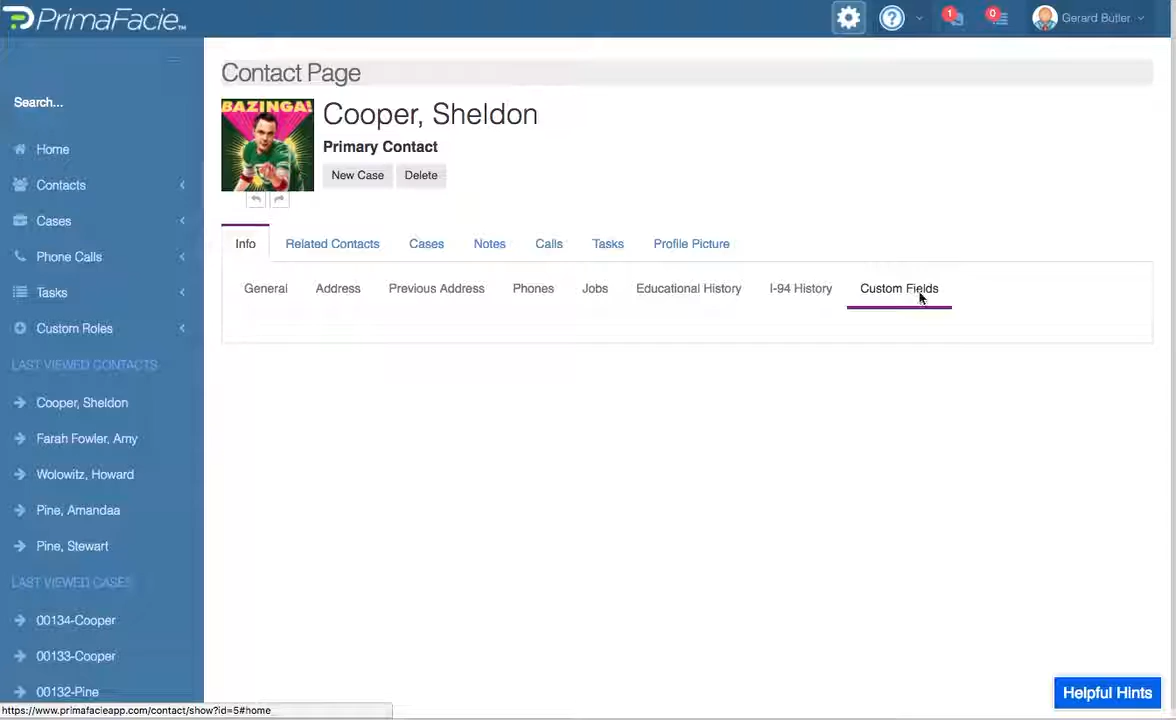 PrimaFacie™
1
0
Gerard Butler
Search...
Home
Contacts
Cases
Phone Calls
Tasks
Custom Roles
LAST VIEWED CONTACTS
Cooper, Sheldon
Farah Fowler, Amy
Wolowitz, Howard
Pine, Amandaa
Pine, Stewart
LAST VIEWED CASES
00134-Cooper
00133-Cooper
00132-Pine
Contact Page
BAZINGA!
Cooper, Sheldon
Primary Contact
New Case Delete
Info Related Contacts Cases Notes Calls Tasks Profile Picture
General Address Previous Address Phones Jobs Educational History I-94 History Custom Fields
Helpful Hints
https://www.primafacieapp.com/contact/show?id=5#home